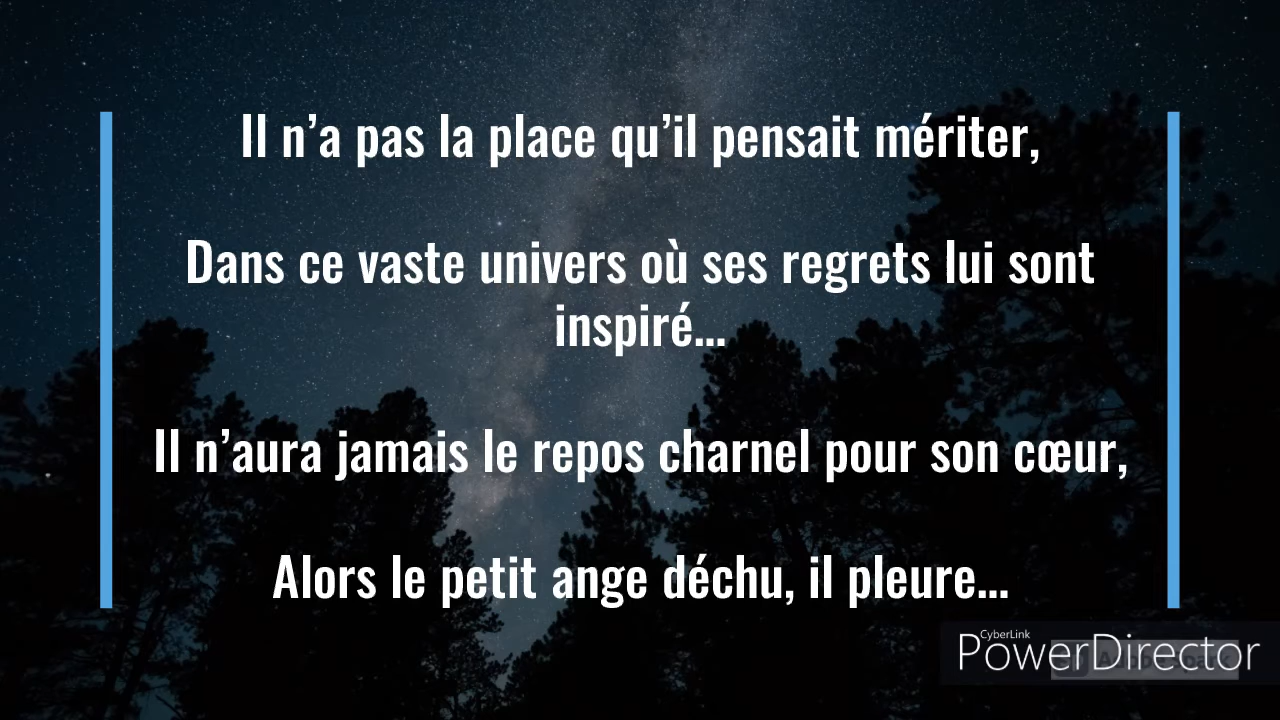 Il n’a pas la place qu’il pensait mériter,
Dans ce vaste univers où ses regrets lui sont
inspiré...
Il n’aura jamais le repos charnel pour son cœur,
Alors le petit ange déchu, il pleure...
CyberLink
PowerDirector